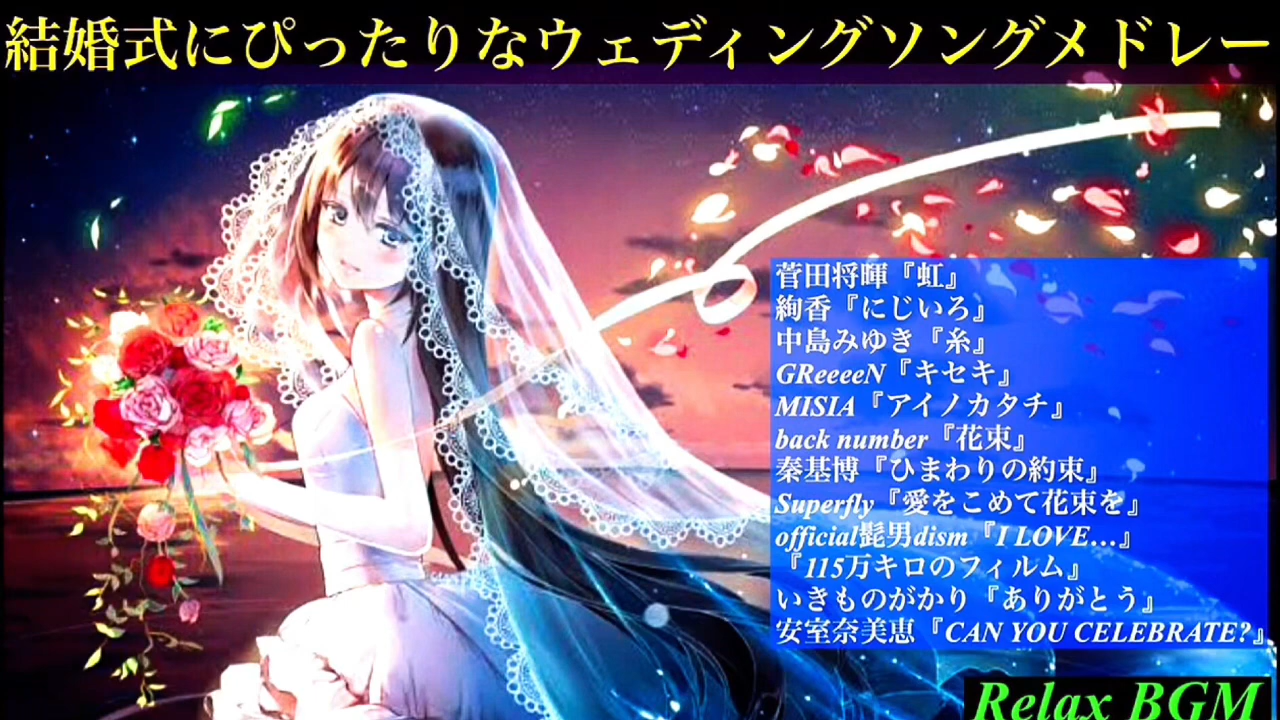 結婚式にぴったりなウェディングソングメドレー
菅田将暉『虹』
絢香『にじいろ』
中島みゆき『糸』
GReeeeN『キセキ』
MISIA『アイノカタチ』
back number『花束』
秦基博『ひまわりの約束』
Superfly『愛をこめて花束を』
official髭男dism『I LOVE…』
『115万キロのフィルム』
いきものがかり『ありがとう』
安室奈美恵『CAN YOU CELEBRATE?』
Relax BGM